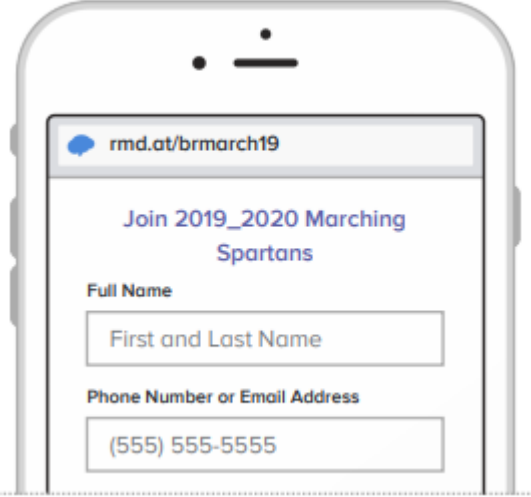 rmd.at/brmarch19
Join 2019_2020 Marching
Spartans
Full Name
First and Last Name
Phone Number or Email Address
(555) 555-5555